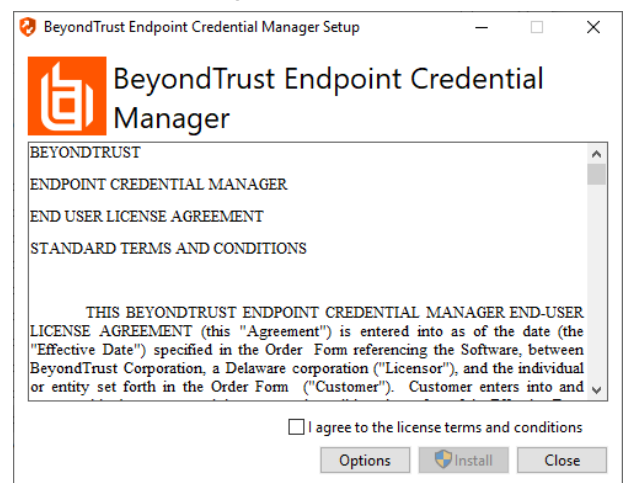 BeyondTrust Endpoint Credential Manager Setup
BeyondTrust Endpoint Credential
Manager
BEYONDTRUST
ENDPOINT CREDENTIAL MANAGER
END USER LICENSE AGREEMENT
STANDARD TERMS AND CONDITIONS
THIS BEYONDTRUST ENDPOINT CREDENTIAL MANAGER END-USER
LICENSE AGREEMENT (this "Agreement") is entered into as of the date (the
"Effective Date") specified in the Order Form referencing the Software, between
BeyondTrust Corporation, a Delaware corporation ("Licensor"), and the individual
or entity set forth in the Order Form ("Customer"). Customer enters into and
I agree to the license terms and conditions
Options
Install
Close